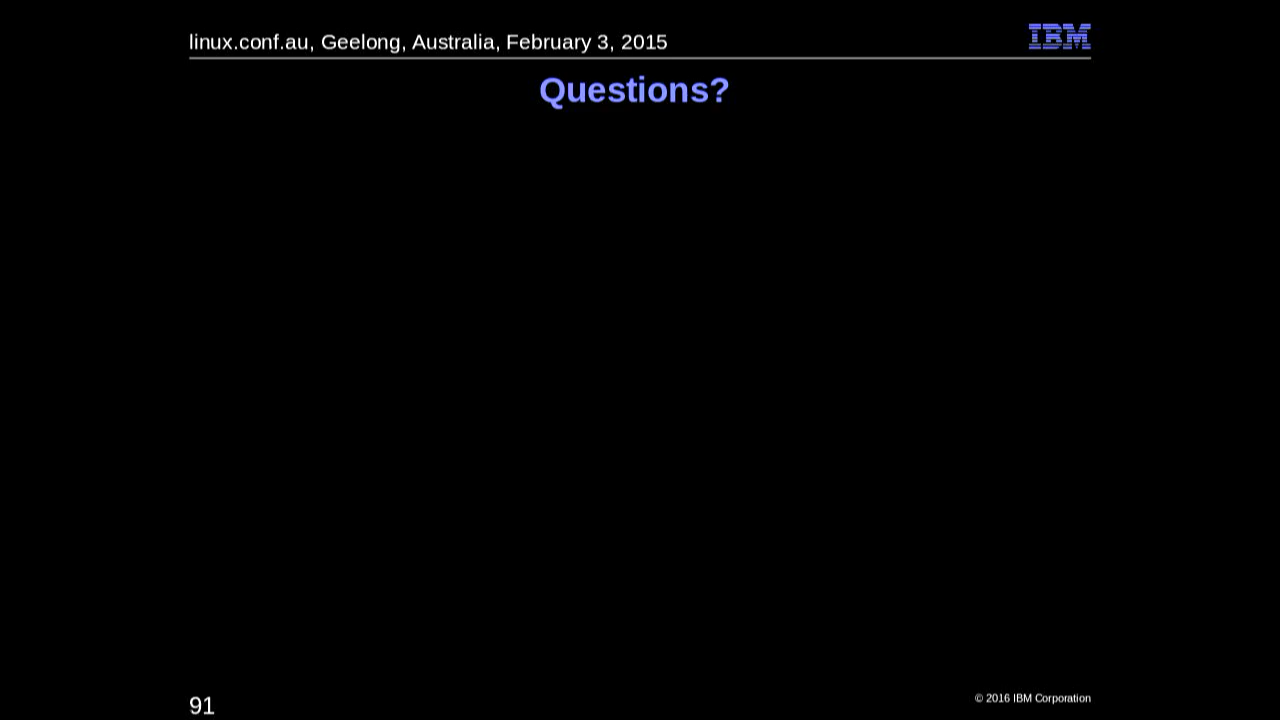 linux.conf.au, Geelong, Australia, February 3, 2015
IBM
Questions?
91
© 2016 IBM Corporation